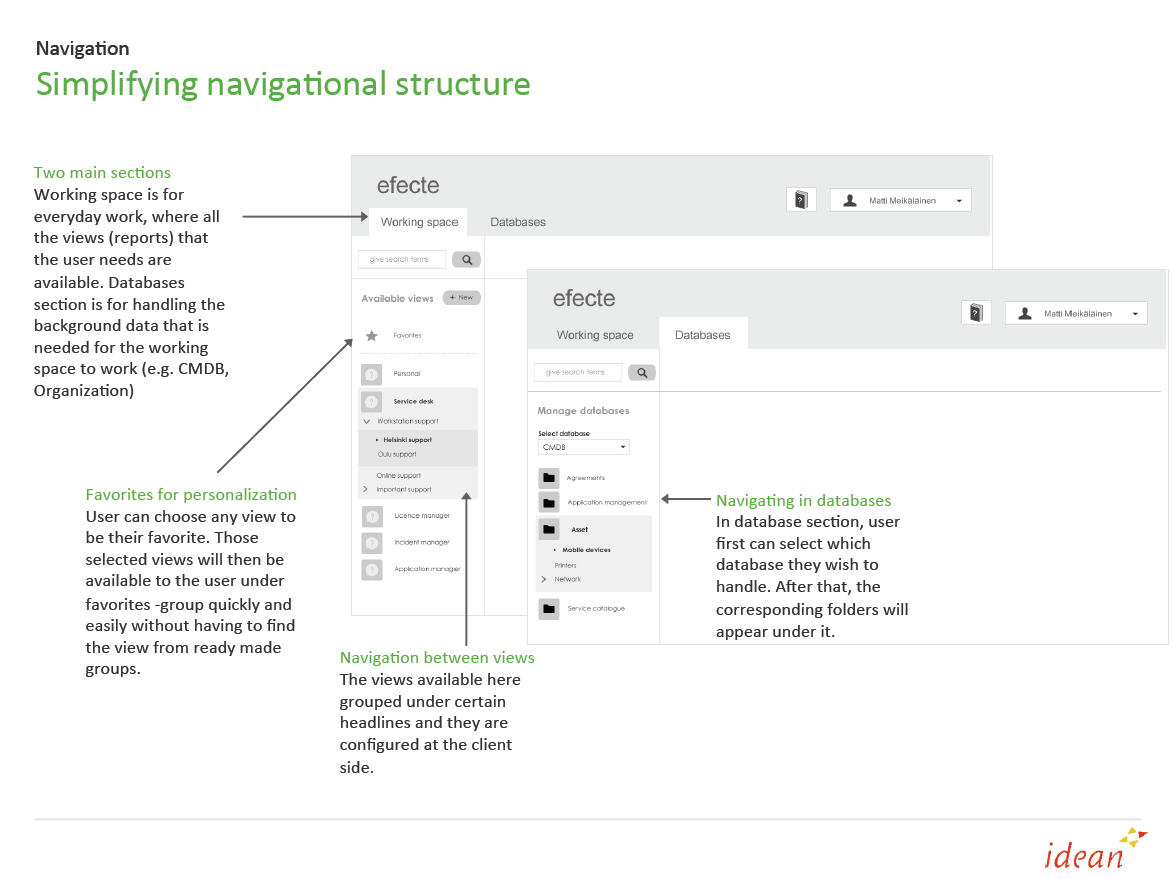 Navigation
Simplifying navigational structure
Two main sections
Working space is for
everyday work, where all
the views (reports) that
the user needs are
available. Databases
section is for handling the
background data that is
needed for the working
space to work (e.g. CMDB,
Organization)
Favorites for personalization
User can choose any view to
be their favorite. Those
selected views will then be
available to the user under
favorites -group quickly and
easily without having to find
the view from ready made
groups.
efecte
?
Matti Meikäläinen
Working space
Databases
give search terms
Available views
+ New
Favorites
? Personal
? Service desk
Workstation support
Helsinki support
Oulu support
Online support
Important support
? Licence manager
? Incident manager
? Application manager
Navigation between views
The views available here
grouped under certain
headlines and they are
configured at the client
side.
efecte
?
Matti Meikäläinen
Working space
Databases
give search terms
Manage databases
Select database
CMDB
Agreements
Application management
Asset
Mobile devices
Printers
Network
Service catalogue
Navigating in databases
In database section, user
first can select which
database they wish to
handle. After that, the
corresponding folders will
appear under it.
idean